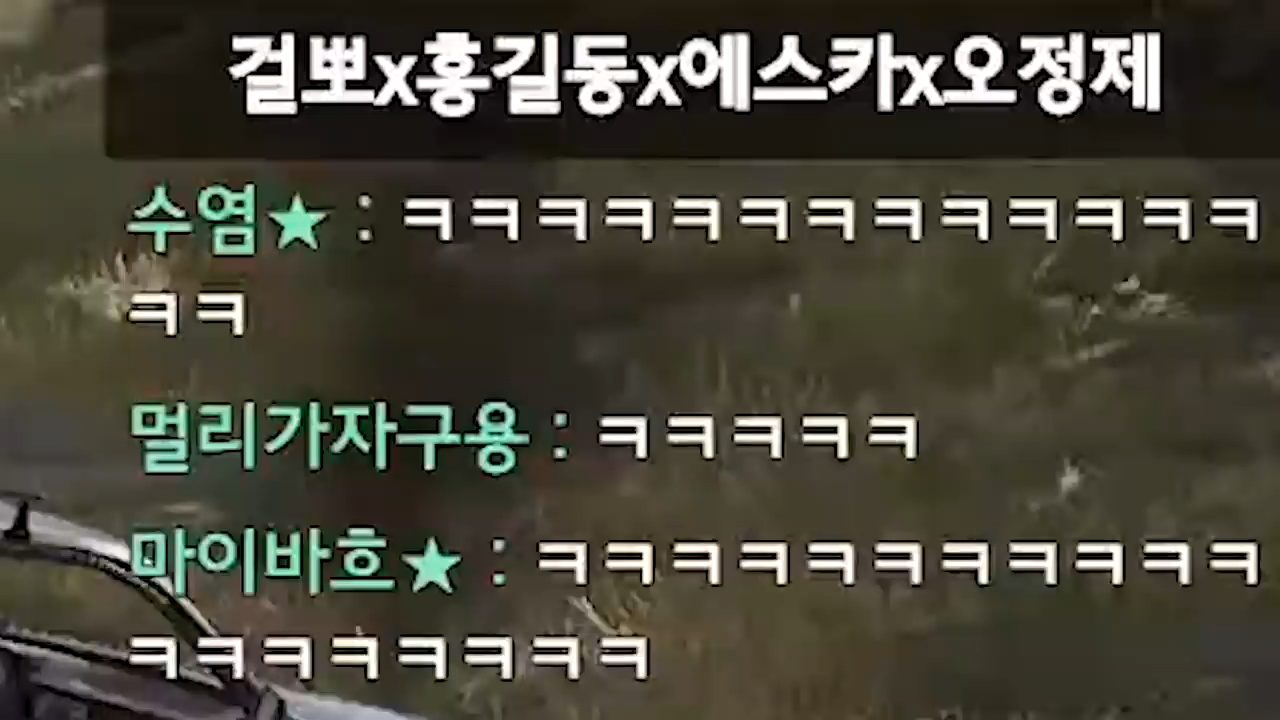 걸뽀x홍길동x에스카x오정제
수염★ : ㅋㅋㅋㅋㅋㅋㅋㅋㅋㅋㅋㅋㅋ
ㅋㅋ
멀리가자구용 : ㅋㅋㅋㅋㅋ
마이바흐★ : ㅋㅋㅋㅋㅋㅋㅋㅋㅋㅋㅋ
ㅋㅋㅋㅋㅋㅋㅋㅋ